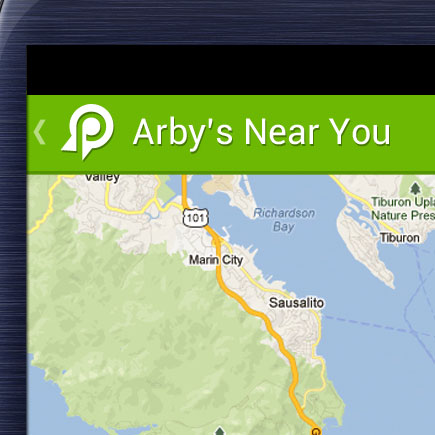 Arby's Near You
Valley
101
Richardson
Bay
Tiburon Upla
Nature Pres
Tiburon
Marin City
Sausalito